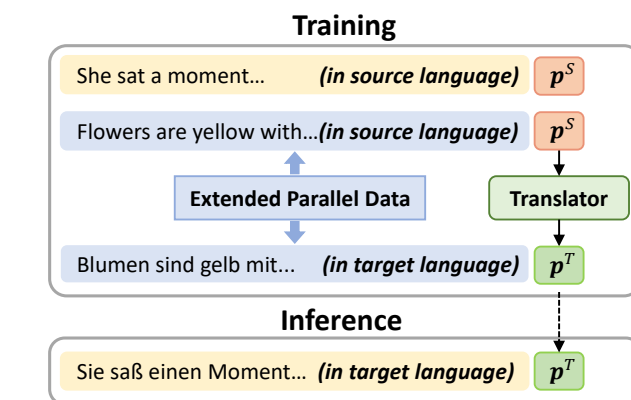 Training
She sat a moment... (in source language) p^S
Flowers are yellow with...(in source language) p^S
Extended Parallel Data
Translator
Blumen sind gelb mit... (in target language) p^T
Inference
Sie saß einen Moment... (in target language) p^T